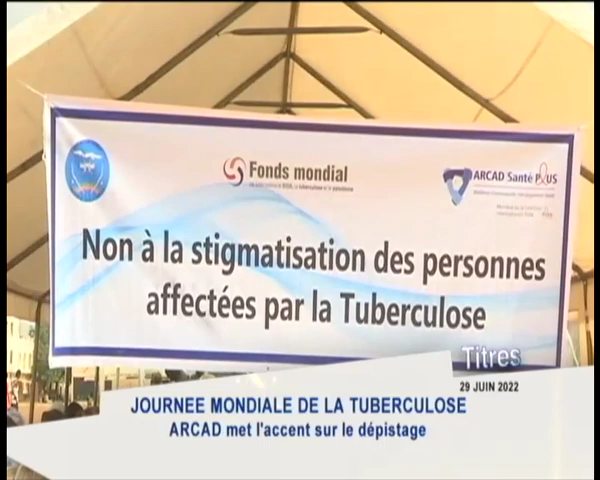 Fonds mondial
ARCAD Santé PLUS
Non à la stigmatisation des personnes
affectées par la Tuberculose
Titres
29 JUIN 2022
JOURNEE MONDIALE DE LA TUBERCULOSE
ARCAD met l'accent sur le dépistage